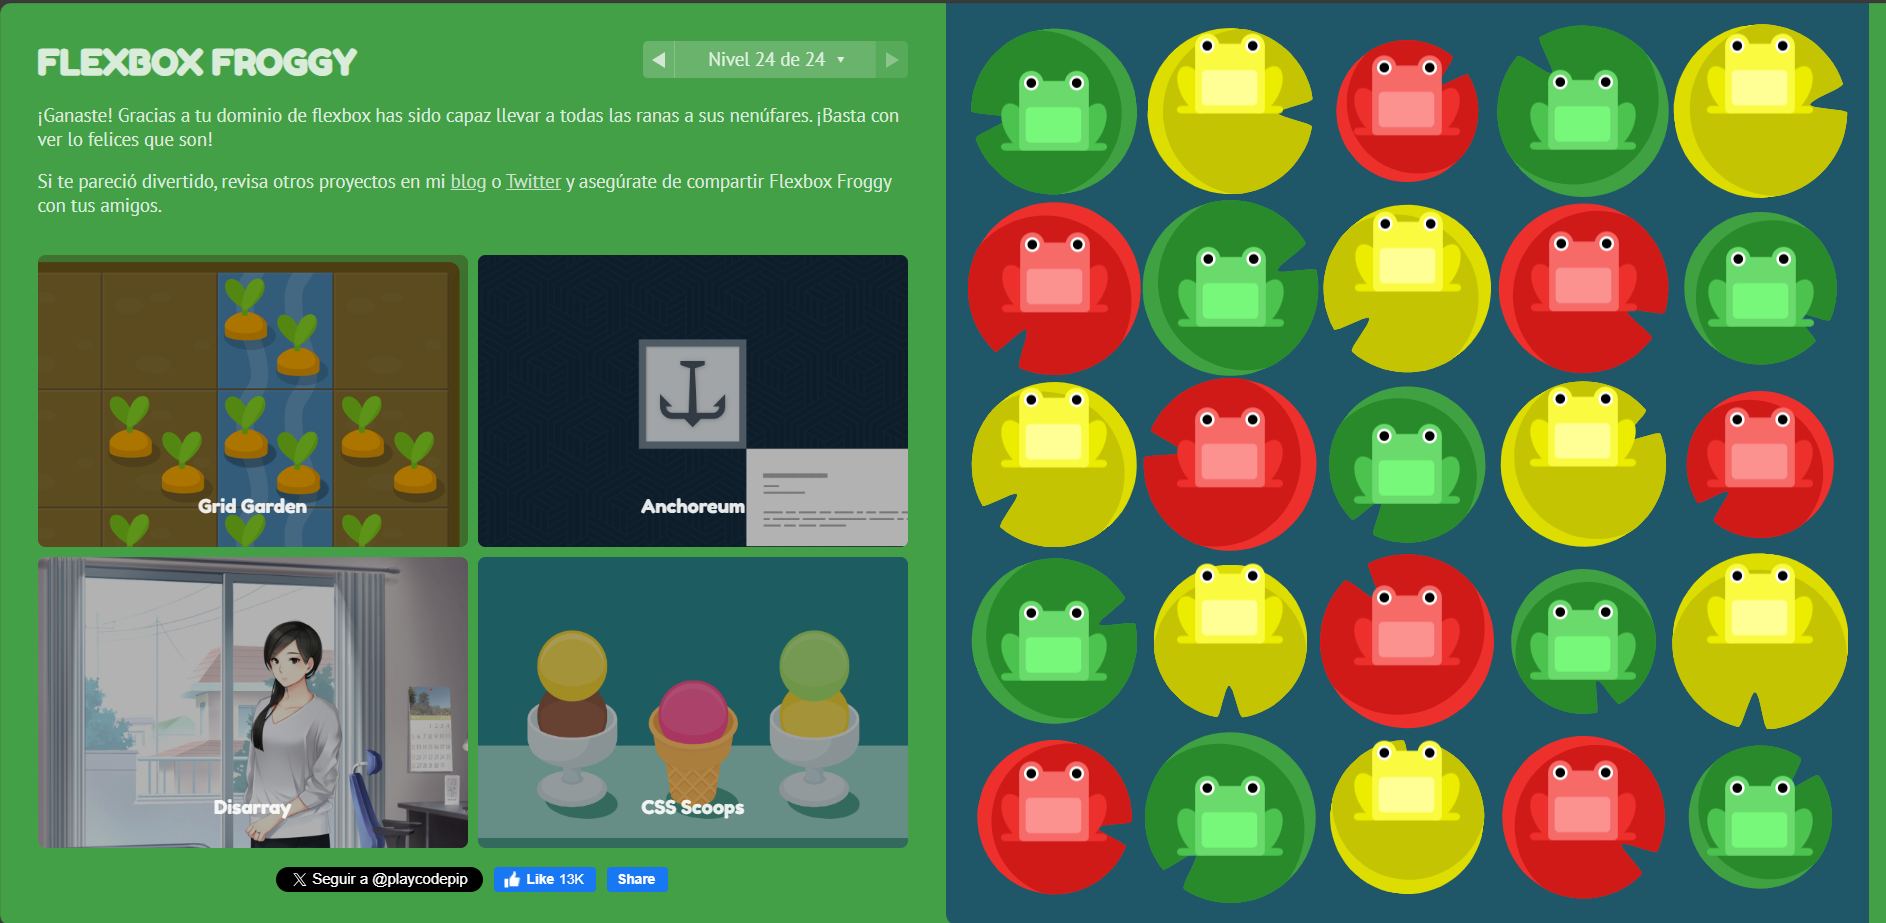 FLEXBOX FROGGY
Nivel 24 de 24
¡Ganaste! Gracias a tu dominio de flexbox has sido capaz llevar a todas las ranas a sus nenúfares. ¡Basta con
ver lo felices que son!
Si te pareció divertido, revisa otros proyectos en mi blog o Twitter y asegúrate de compartir Flexbox Froggy
con tus amigos.
Grid Garden
Anchoreum
Disarray
CSS Scoops
Seguir a @playcodepip
Like 13K
Share